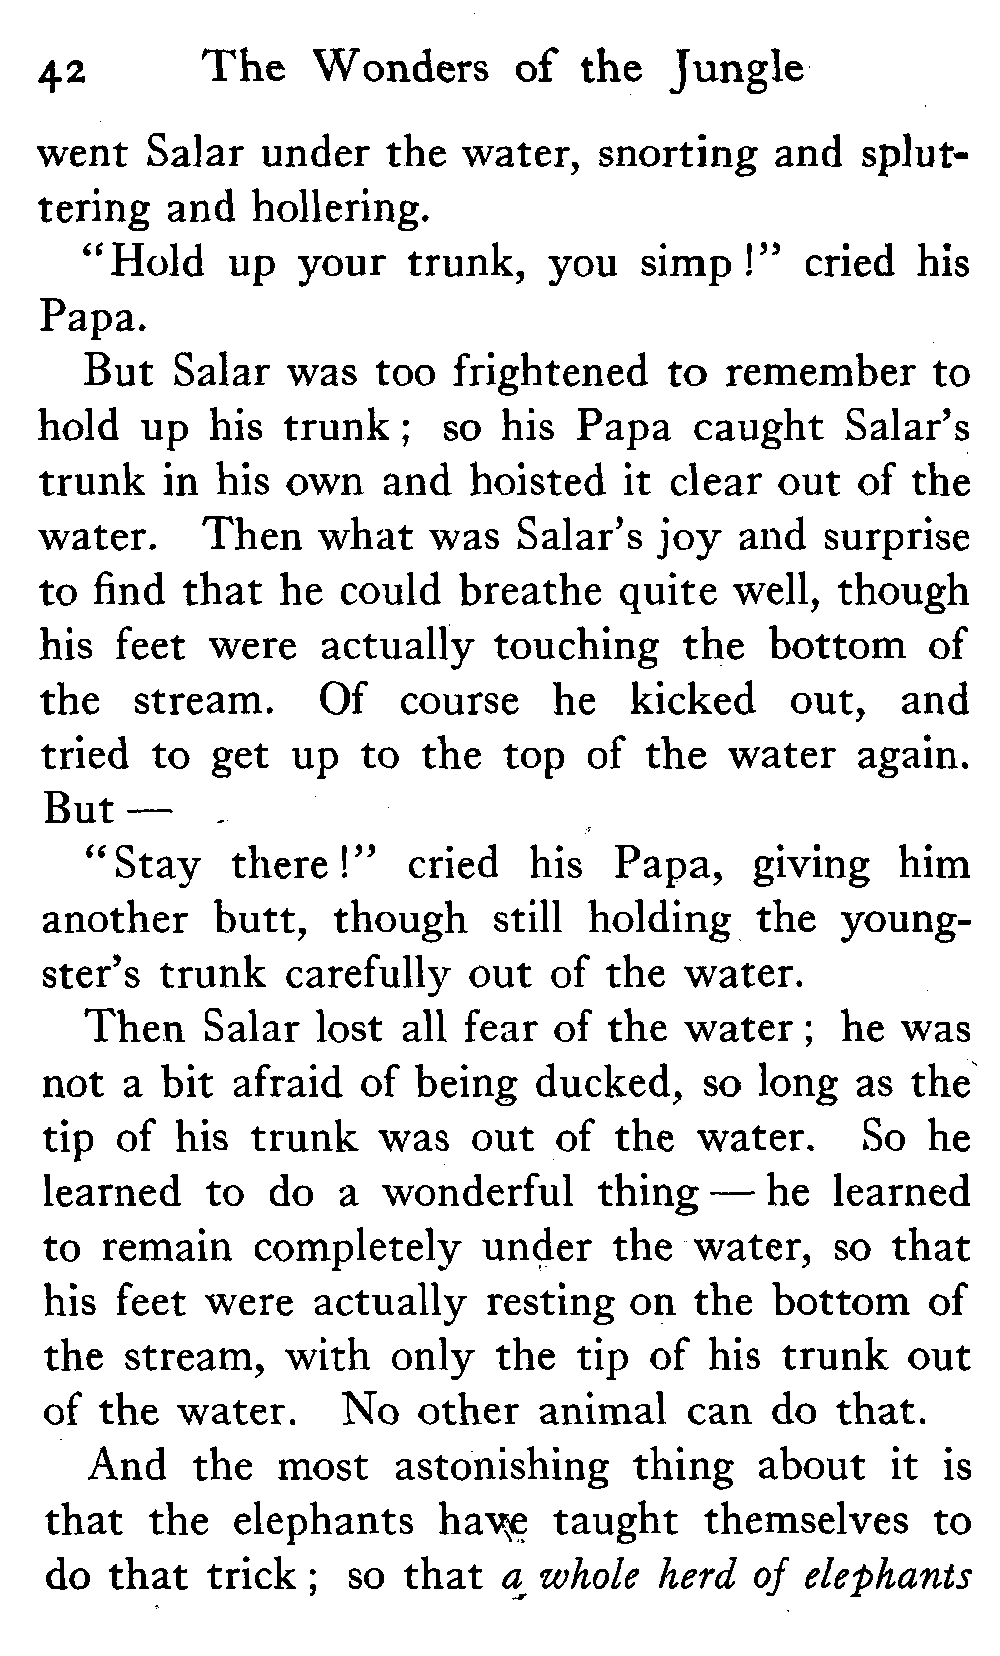 42 The Wonders of the Jungle
went Salar under the water, snorting and splut-
tering and hollering.
"Hold up your trunk, you simp!" cried his
Papa.
But Salar was too frightened to remember to
hold up his trunk; so his Papa caught Salar's
trunk in his own and hoisted it clear out of the
water. Then what was Salar's joy and surprise
to find that he could breathe quite well, though
his feet were actually touching the bottom of
the stream. Of course he kicked out, and
tried to get up to the top of the water again.
But —
"Stay there!" cried his Papa, giving him
another butt, though still holding the young-
ster's trunk carefully out of the water.
Then Salar lost all fear of the water; he was
not a bit afraid of being ducked, so long as the
tip of his trunk was out of the water. So he
learned to do a wonderful thing — he learned
to remain completely under the water, so that
his feet were actually resting on the bottom of
the stream, with only the tip of his trunk out
of the water. No other animal can do that.
And the most astonishing thing about it is
that the elephants have taught themselves to
do that trick; so that a whole herd of elephants